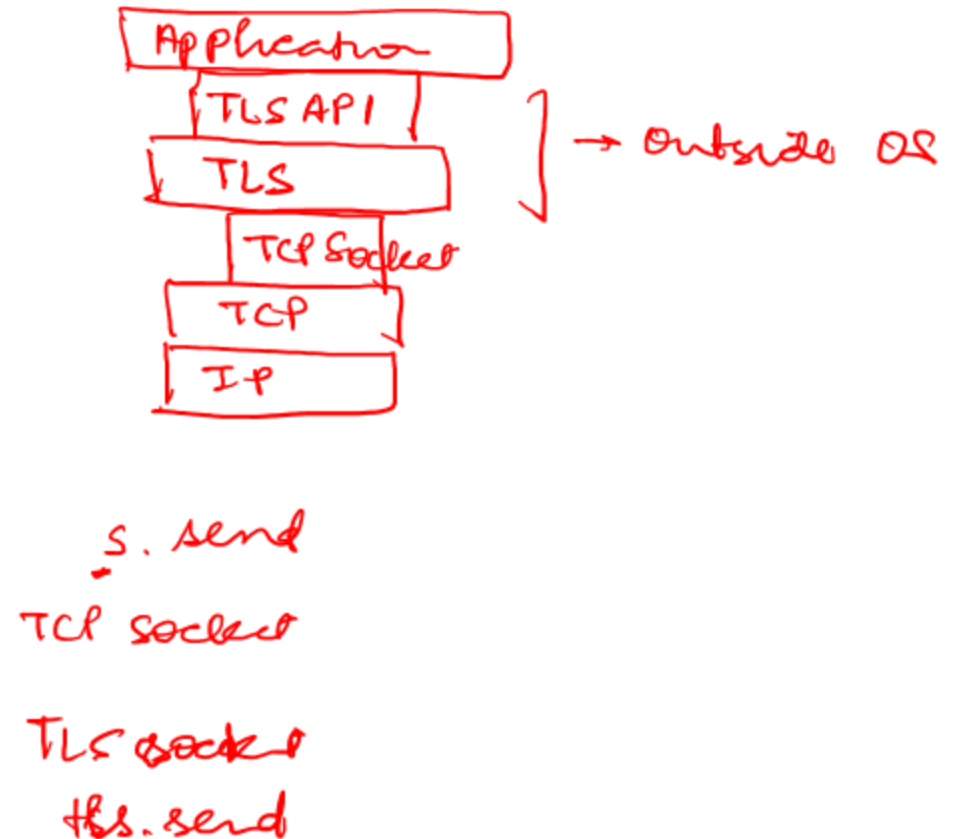 Application
TLS API
TLS
→ outside OS
TCP Socket
TCP
IP
s. send
TCP socket
TLS socket
tls. send